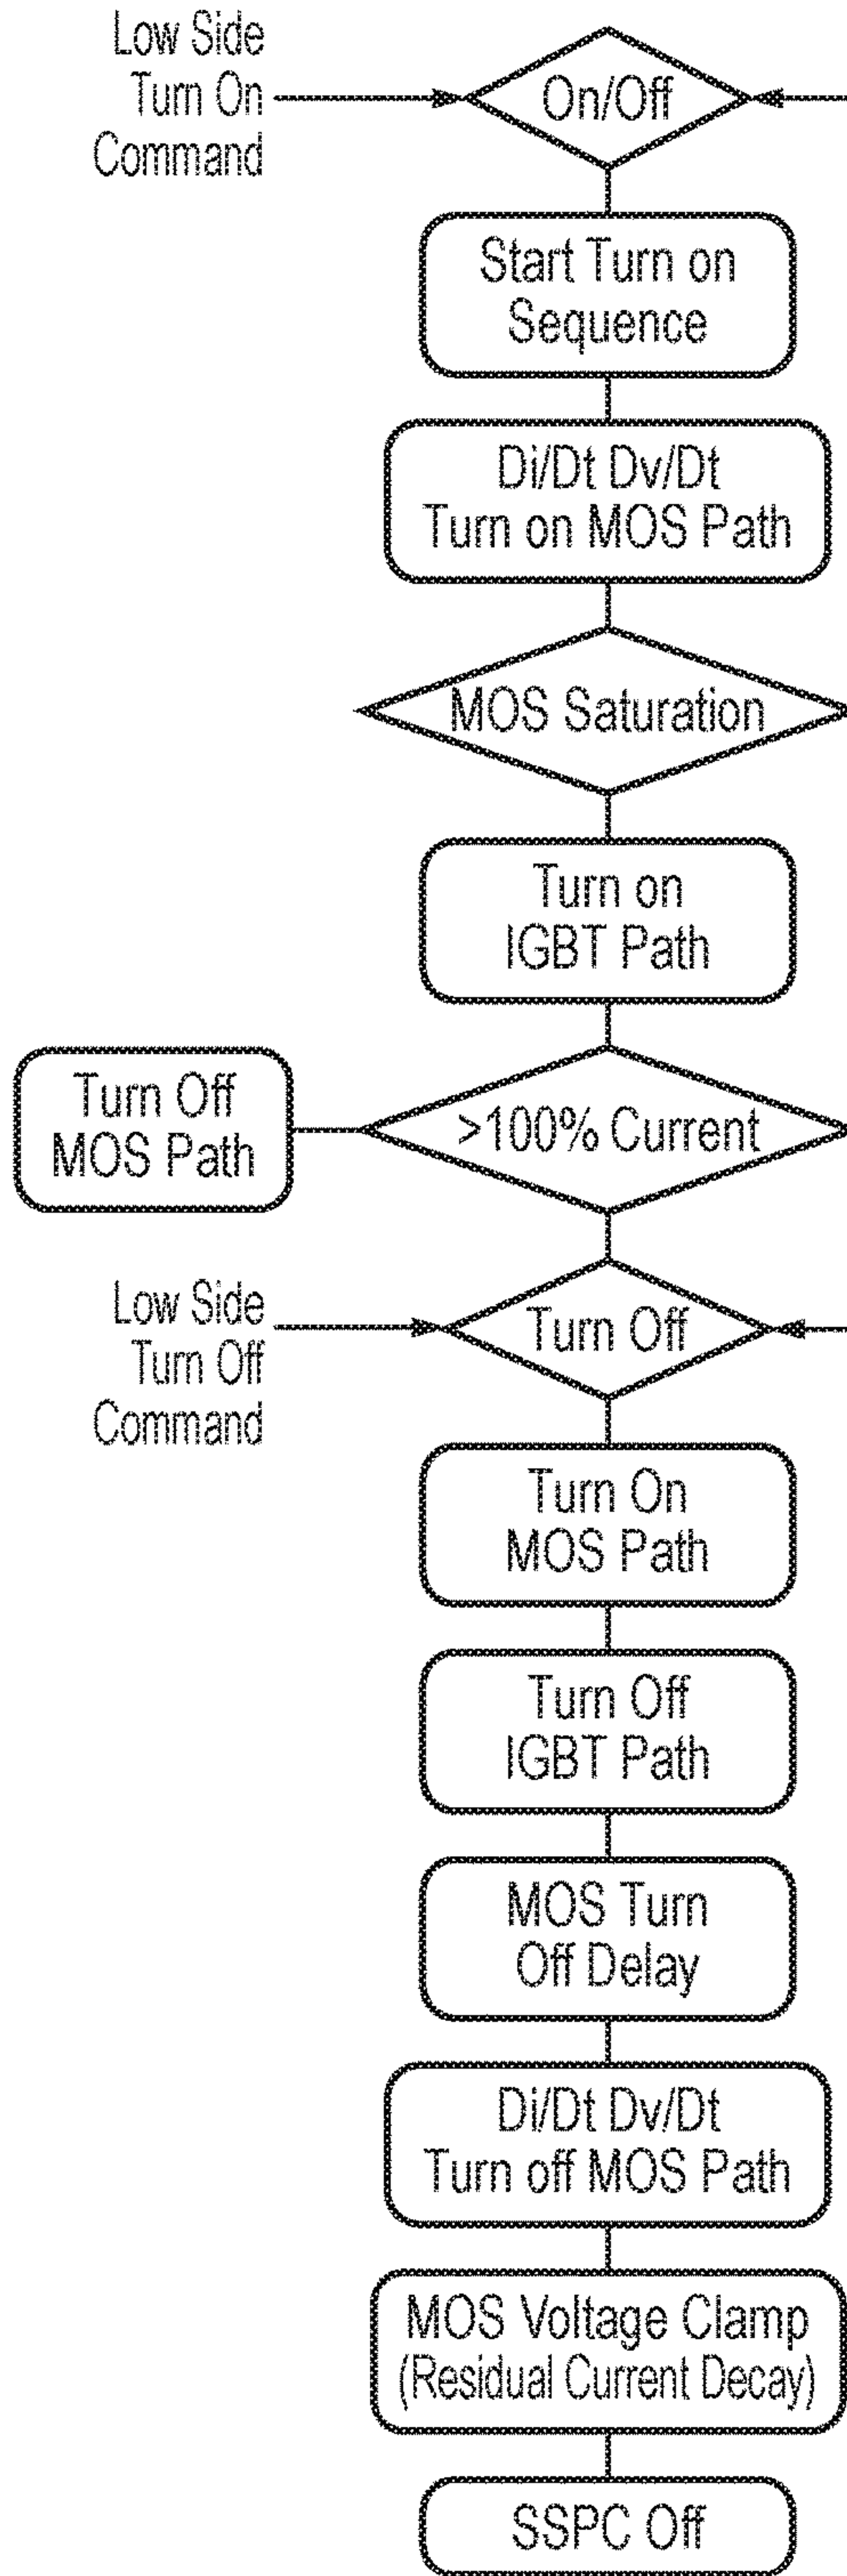 Low Side
Turn On
Command
On/Off
Start Turn on
Sequence
Di/Dt Dv/Dt
Turn on MOS Path
MOS Saturation
Turn on
IGBT Path
Turn Off
MOS Path
>100% Current
Low Side
Turn Off
Command
Turn Off
Turn On
MOS Path
Turn Off
IGBT Path
MOS Turn
Off Delay
Di/Dt Dv/Dt
Turn off MOS Path
MOS Voltage Clamp
(Residual Current Decay)
SSPC Off